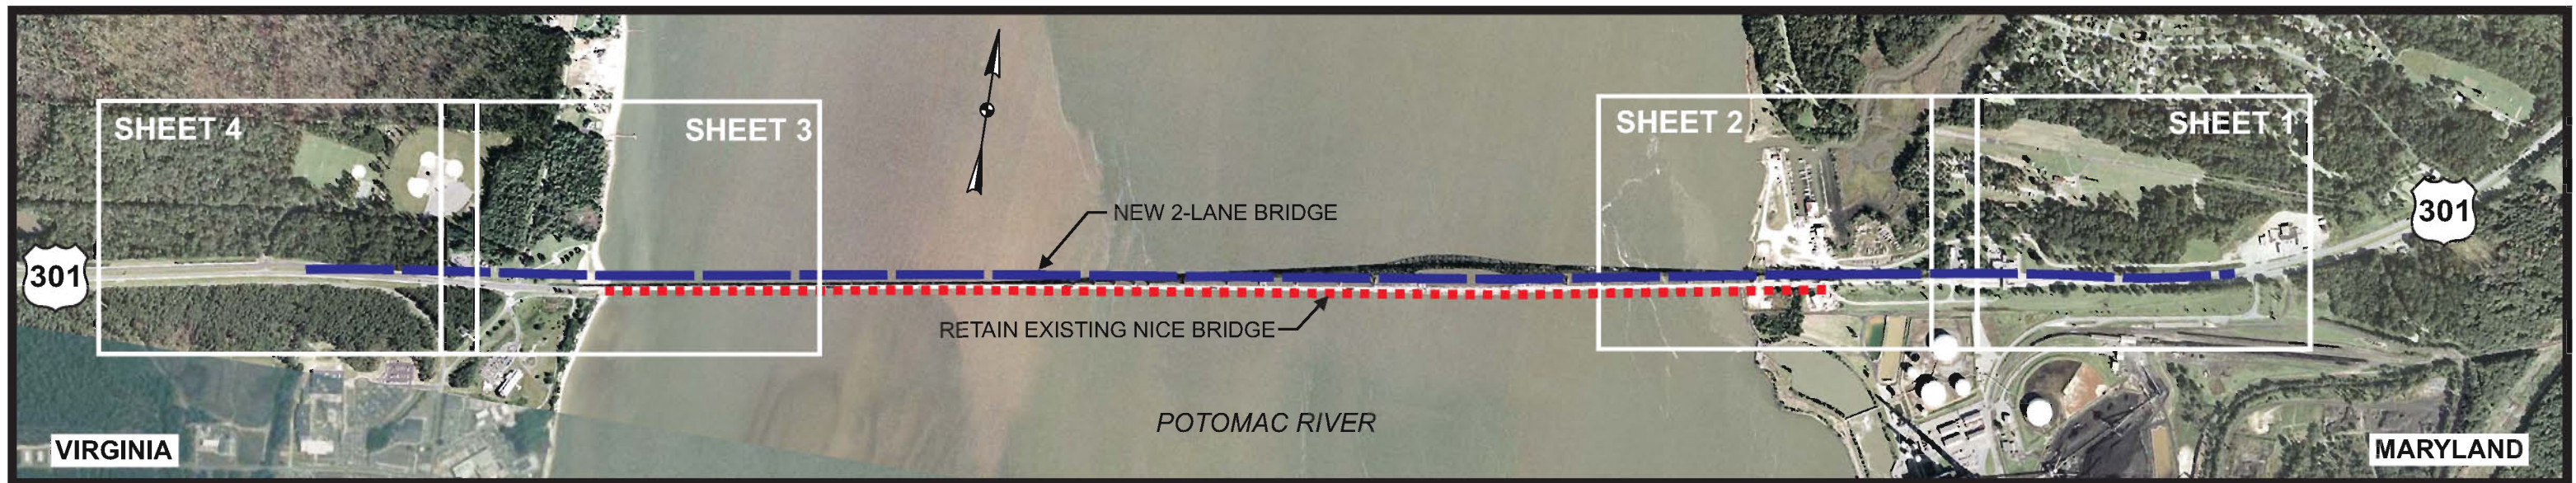 SHEET 4
SHEET 3
SHEET 2
SHEET 1
NEW 2-LANE BRIDGE
301
301
RETAIN EXISTING NICE BRIDGE
POTOMAC RIVER
VIRGINIA
MARYLAND